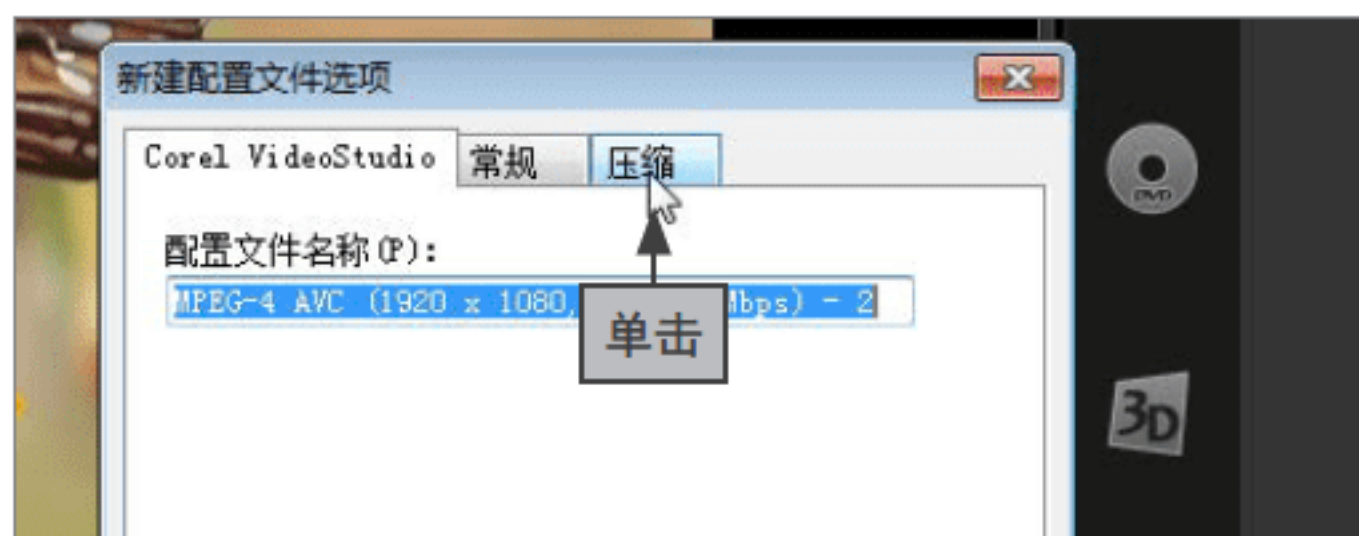 新建配置文件选项
Corel VideoStudio 常规 压缩
配置文件名称(P):
MPEG-4 AVC (1920 x 1080, Mbps) - 2
单击
DVD
3D